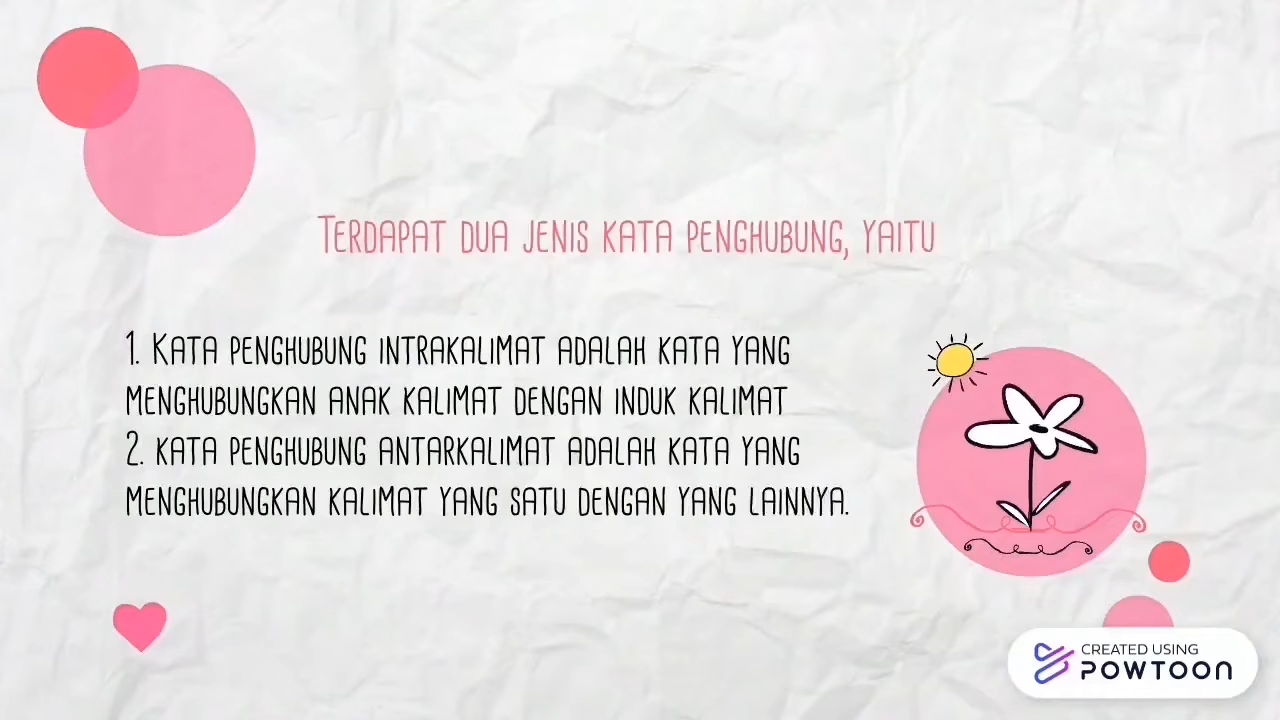 Terdapat dua jenis kata penghubung, yaitu
1. Kata penghubung intrakalimat adalah kata yang
menghubungkan anak kalimat dengan induk kalimat
2. kata penghubung antarkalimat adalah kata yang
menghubungkan kalimat yang satu dengan yang lainnya.
CREATED USING
POWTOON